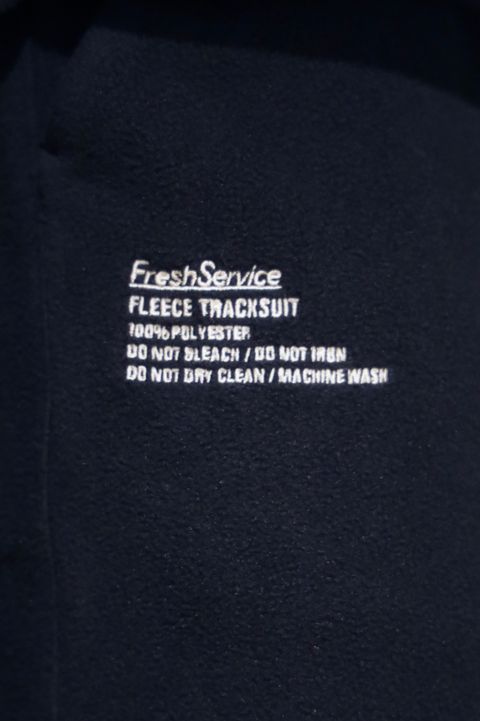 FreshService
FLEECE TRACKSUIT
100% POLYESTER
DO NOT BLEACH / DO NOT IRON
DO NOT DRY CLEAN / MACHINE WASH